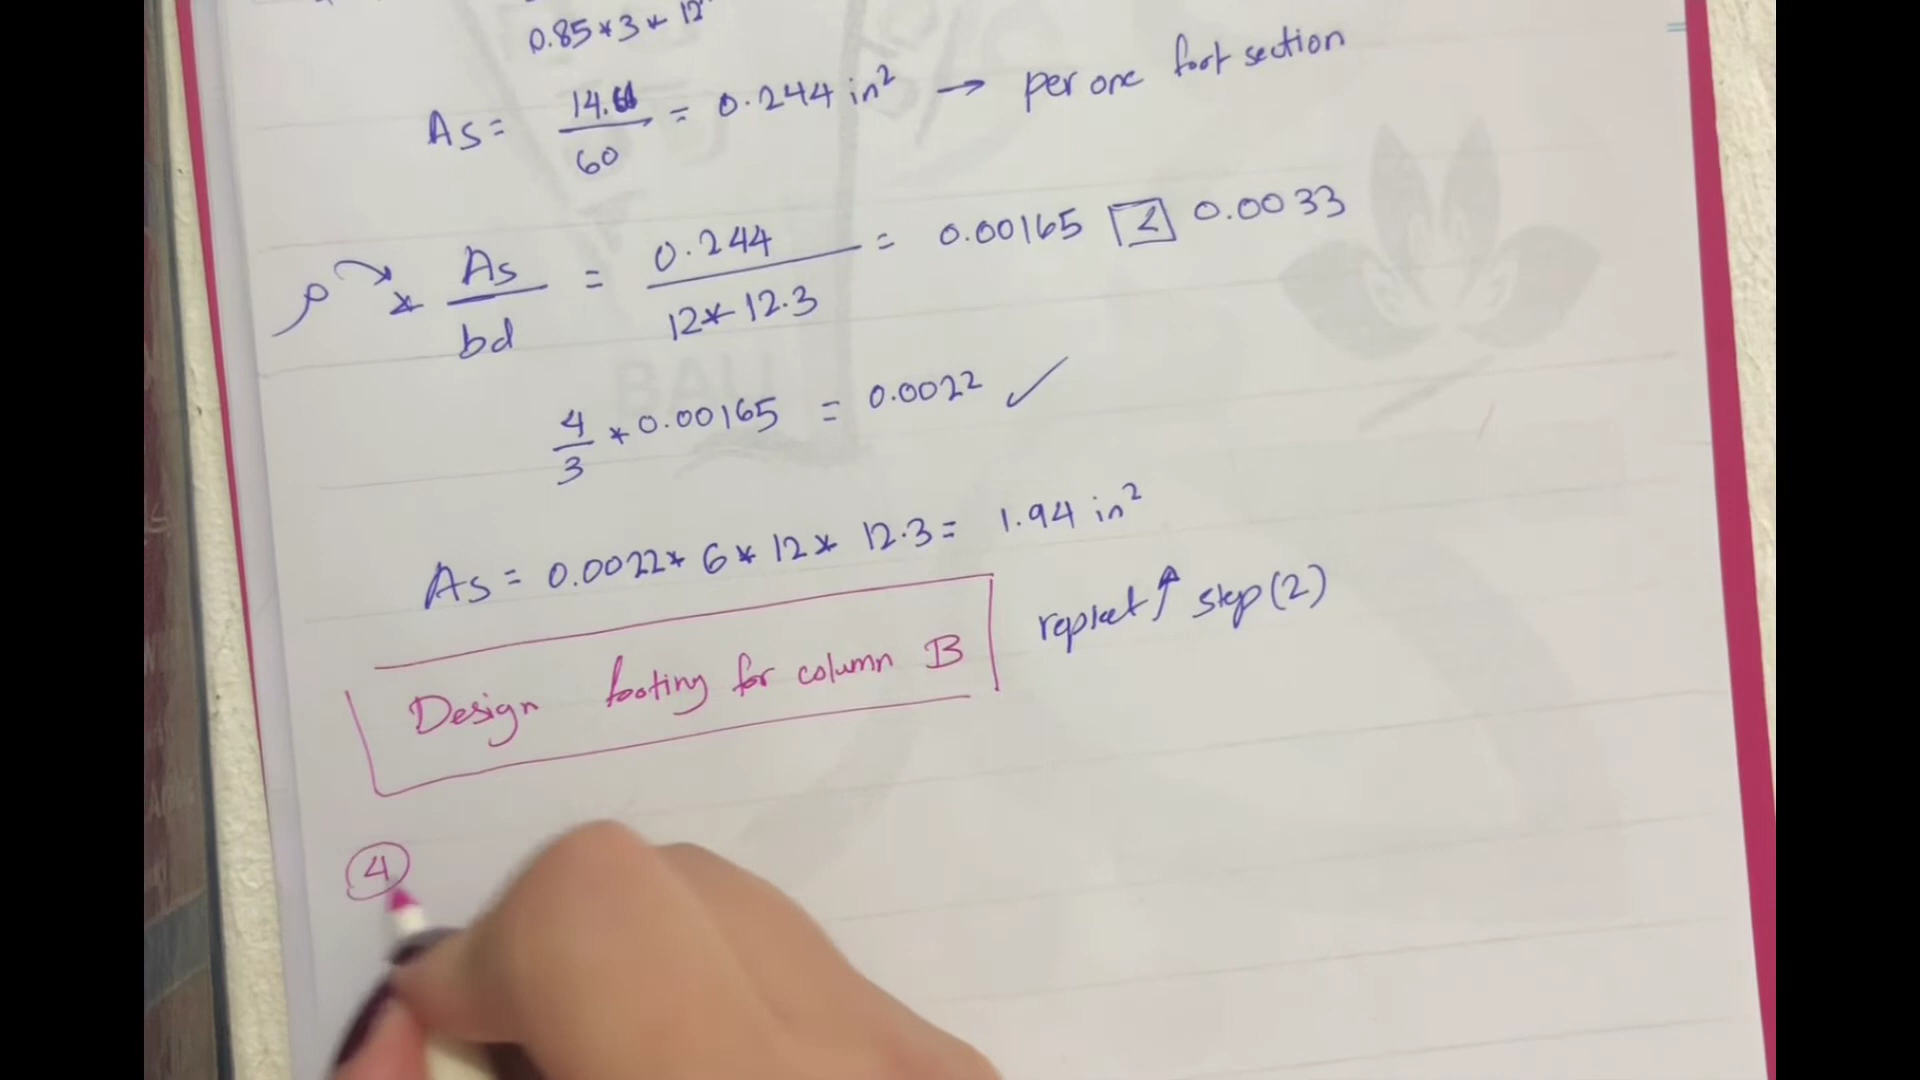 0.85*3*12
As = 14.61/60 = 0.244 in² → per one foot section
ρ * As/bd = 0.244/12*12.3 = 0.00165 < 0.0033
4/3 * 0.00165 = 0.0022 ✓
As = 0.0022* 6 * 12 * 12.3 = 1.94 in²
Design footing for column B step (2)
4
BAU